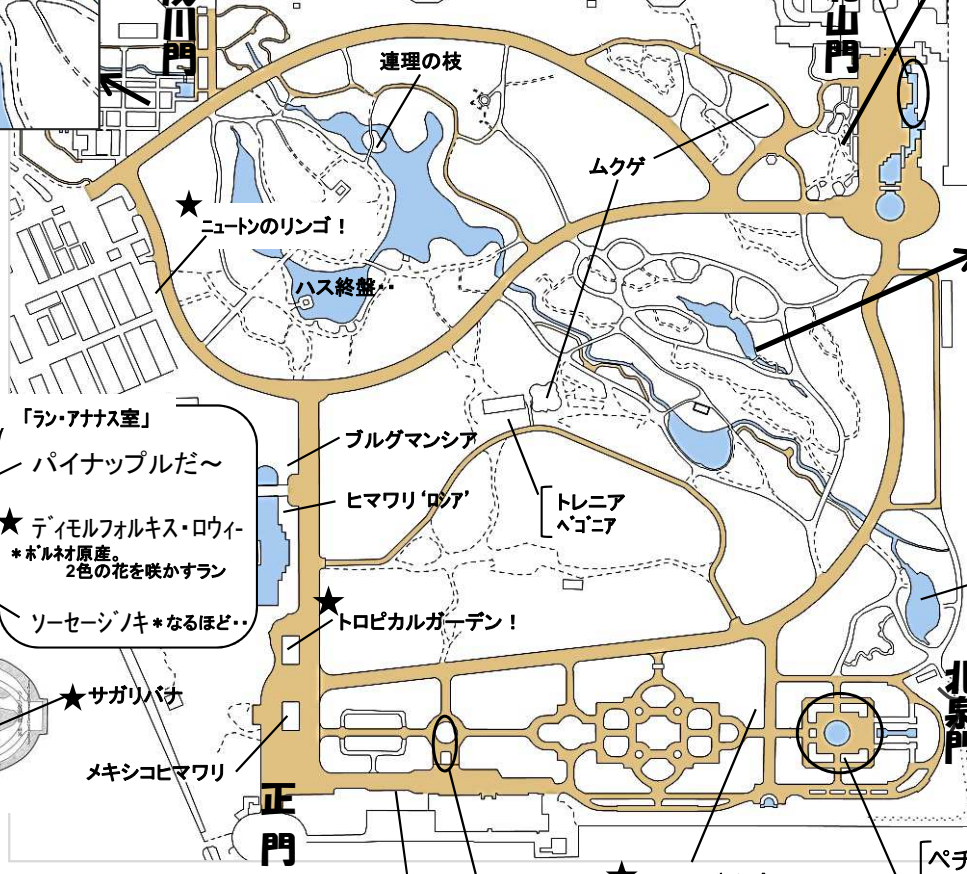 川門
山門
連理の枝
ムクゲ
★
ニュートンのリンゴ！
ハス終盤・・
「ラン・アナナス室」
パイナップルだ～
★ ディモルフォルキス・ロウィー
＊ボルネオ原産。
2色の花を咲かすラン
ソーセージノキ＊なるほど・・
ブルグマンシア
ヒマワリ‘ロシア’
トレニア
ベゴニア
★
トロピカルガーデン！
★ サガリバナ
メキシコヒマワリ
正門
北泉門
★
ペチ